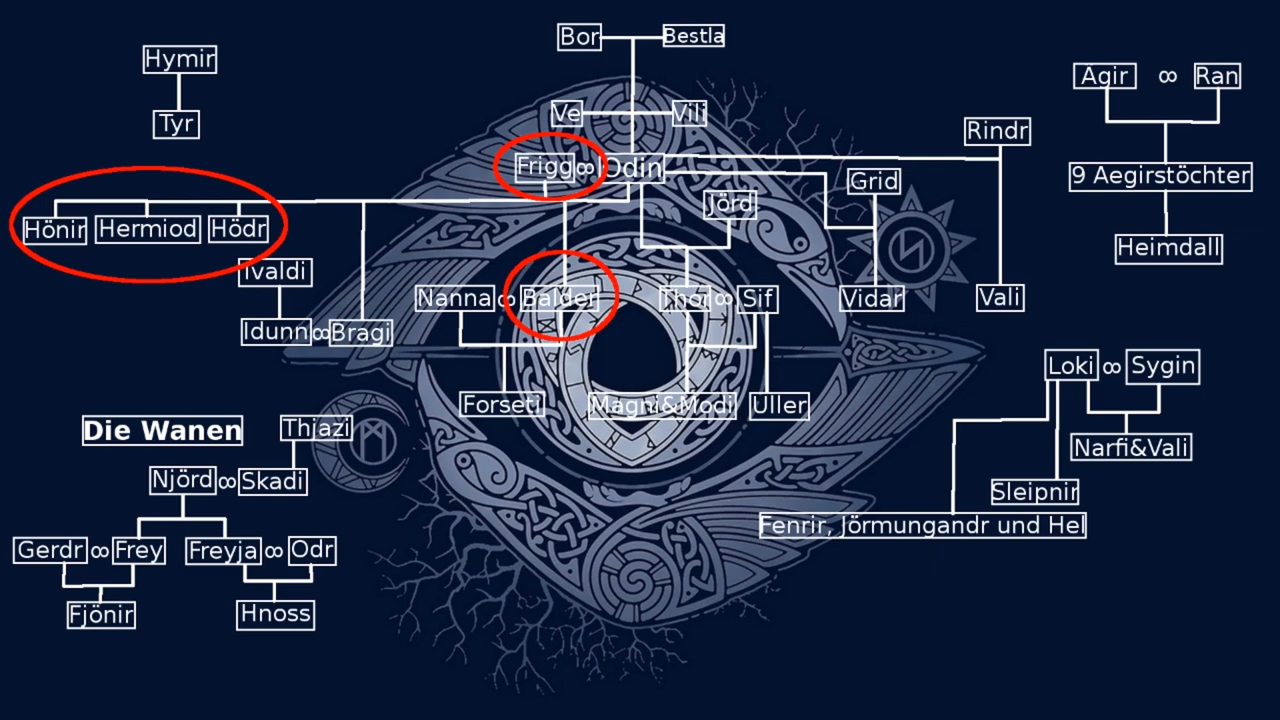 Bor
Bestla
Hymir
Agir ∞ Ran
Ve
Vili
Tyr
Rindr
Frigg ∞ Odin
9 Aegirstöchter
Grid
Jörd
Hönir
Hermiod
Hödr
Heimdall
Ivaldi
Nanna ∞ Balder
Thor ∞ Sif
Vidar
Vali
Idunn ∞ Bragi
Loki ∞ Sygin
Forseti
Magni&Modi
Uller
Die Wanen
Thjazi
Narfi&Vali
Njörd ∞ Skadi
Sleipnir
Fenrir, Jörmungandr und Hel
Gerdr ∞ Frey
Freyja ∞ Odr
Fjönir
Hnoss